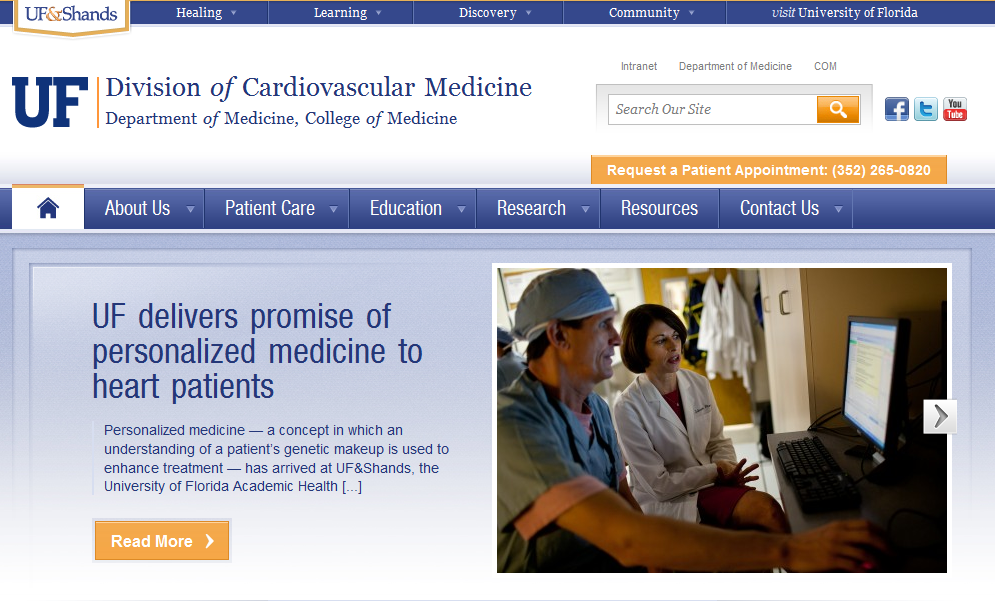 UF&Shands
Healing
Learning
Discovery
Community
visit University of Florida
Intranet
Department of Medicine
COM
UF
Division of Cardiovascular Medicine
Department of Medicine, College of Medicine
Search Our Site
You
Tube
Request a Patient Appointment: (352) 265-0820
About Us
Patient Care
Education
Research
Resources
Contact Us
UF delivers promise of
personalized medicine to
heart patients
Personalized medicine — a concept in which an
understanding of a patient's genetic makeup is used to
enhance treatment — has arrived at UF&Shands, the
University of Florida Academic Health [...]
Read More